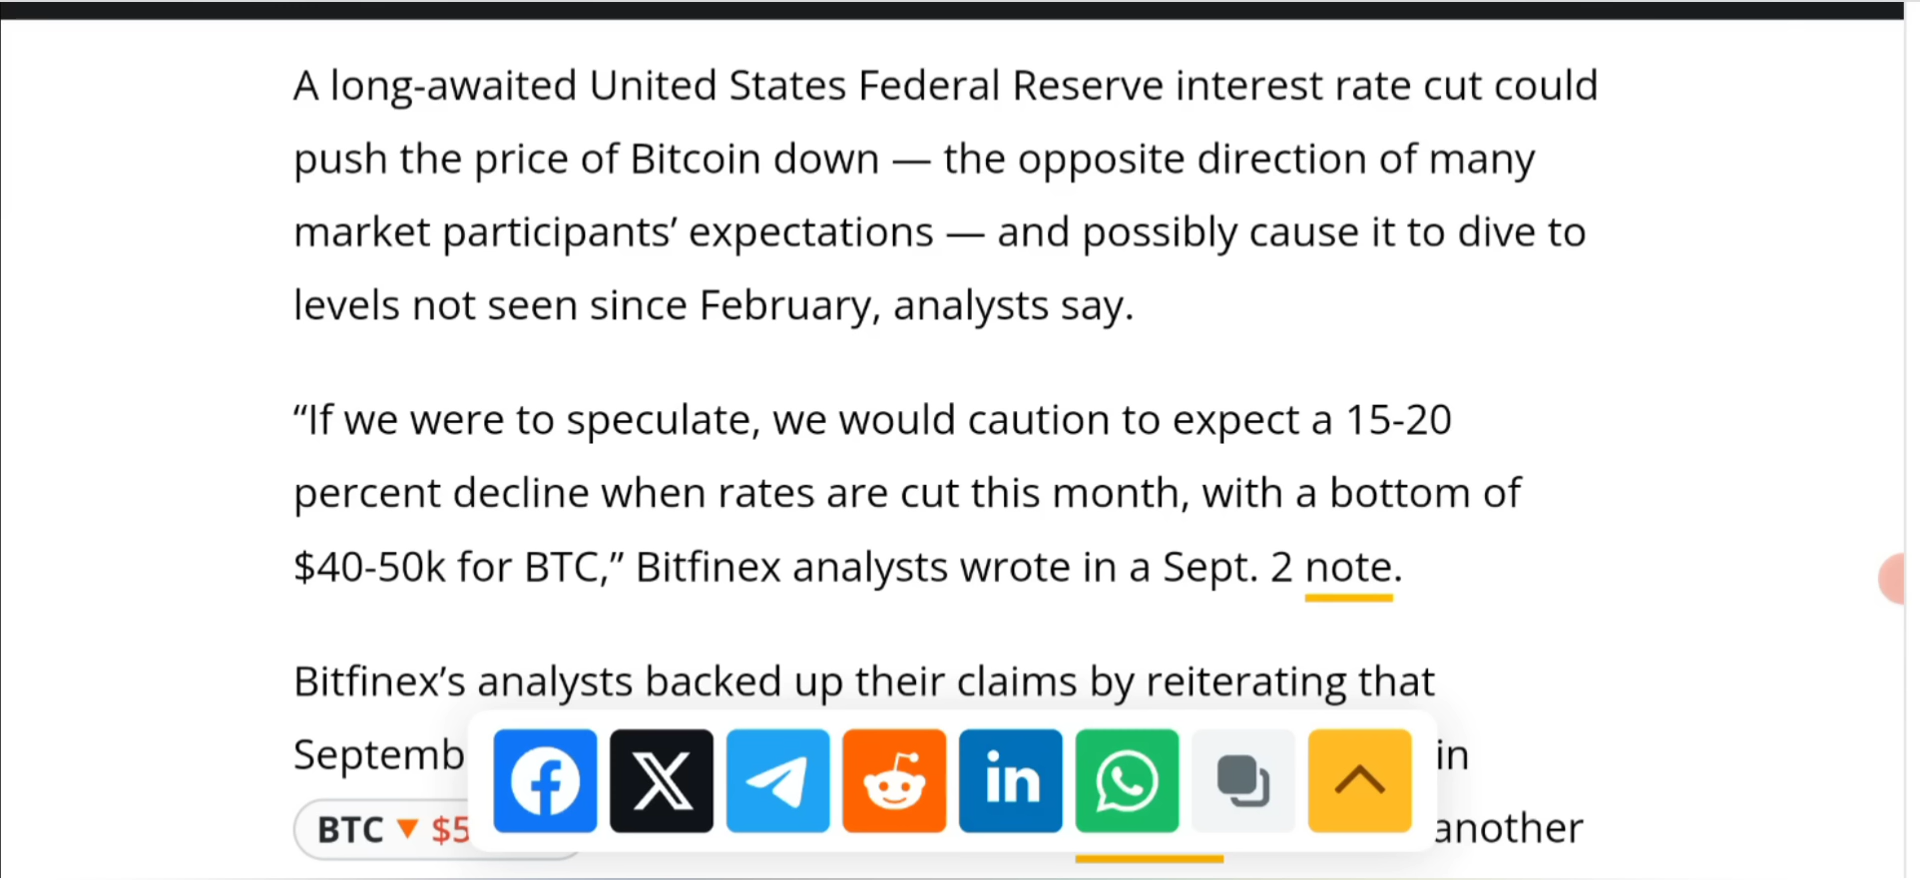 A long-awaited United States Federal Reserve interest rate cut could
push the price of Bitcoin down — the opposite direction of many
market participants’ expectations — and possibly cause it to dive to
levels not seen since February, analysts say.
“If we were to speculate, we would caution to expect a 15-20
percent decline when rates are cut this month, with a bottom of
$40-50k for BTC,” Bitfinex analysts wrote in a Sept. 2 note.
Bitfinex’s analysts backed up their claims by reiterating that
Septemb in
BTC ▼ $5 another